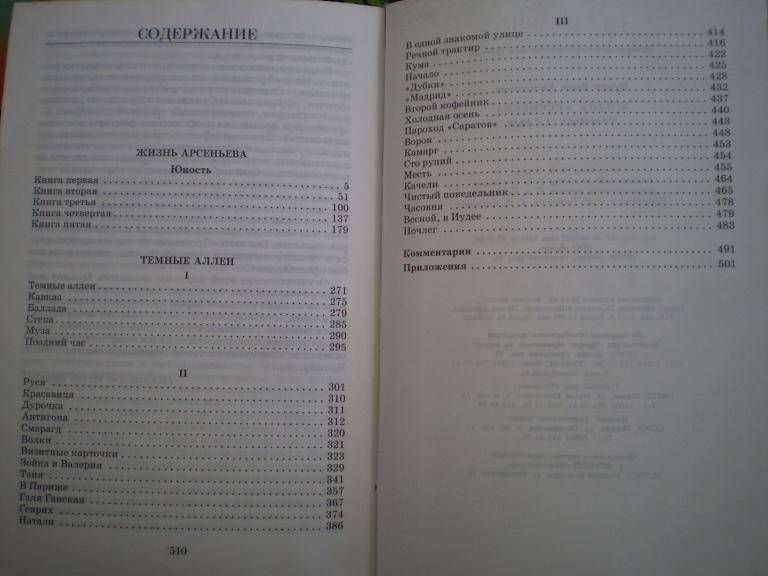 СОДЕРЖАНИЕ
ЖИЗНЬ АРСЕНЬЕВА
Юность
Книга первая 5
Книга вторая 51
Книга третья 100
Книга четвертая 137
Книга пятая 179
ТЕМНЫЕ АЛЛЕИ
I
Темные аллеи 271
Кавказ 275
Баллада 279
Степа 285
Муза 290
Поздний час 295
II
Руся 301
Красавица 310
Дурочка 311
Антигона 312
Смарагд 320
Волки 321
Визитные карточки 323
Зойка и Валерия 329
Таня 341
В Париже 357
Галя Ганская 367
Генрих 374
Натали 386
510
III
В одной знакомой улице 414
Речной трактир 416
Кума 422
Начало 425
«Дубки» 428
«Мадрид» 432
Второй кофейник 437
Холодная осень 440
Пароход «Саратов» 443
Ворон 448
Камарг 453
Сто рупий 454
Месть 455
Качели 464
Чистый понедельник 465
Часовня 478
Весной, в Иудее 479
Ночлег 483
Комментарии 491
Приложения 501